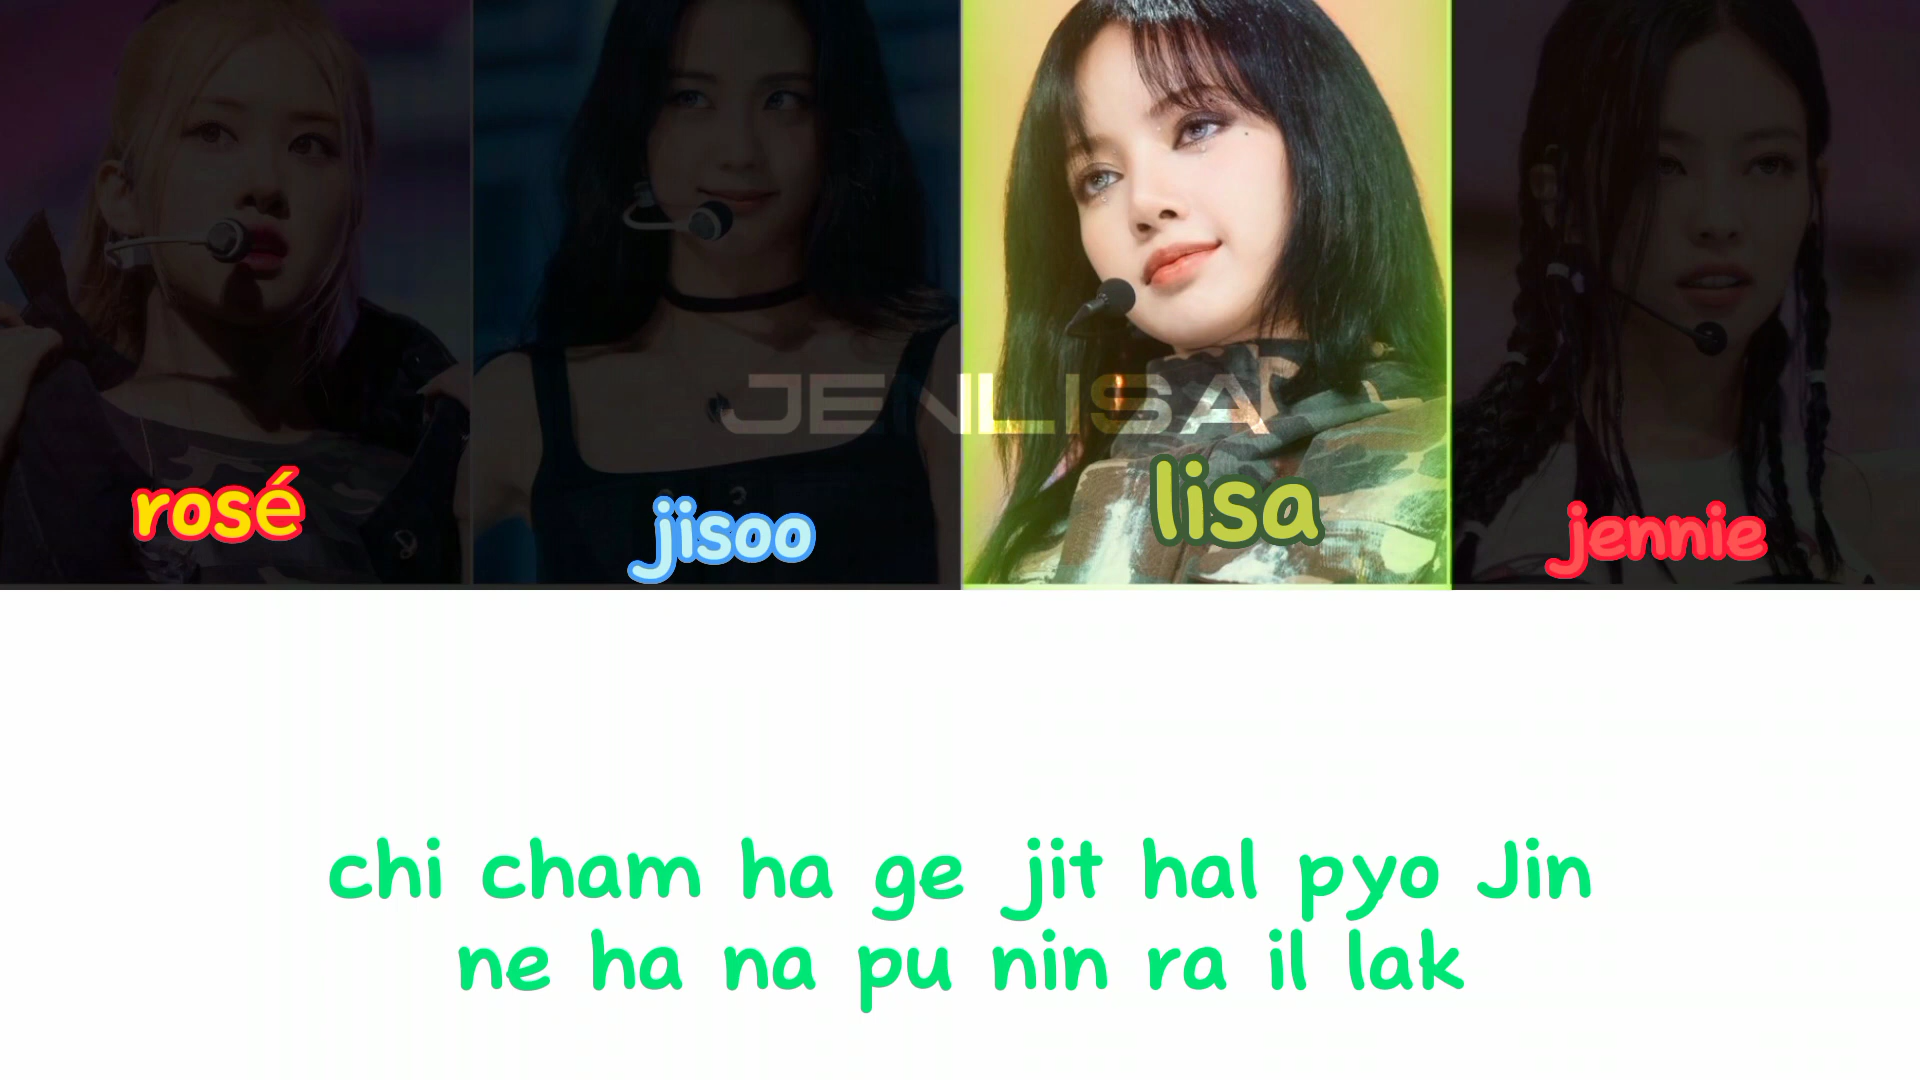 JENLISA
rosé
jisoo
lisa
jennie
chi cham ha ge jit hal pyo Jin
ne ha na pu nin ra il lak